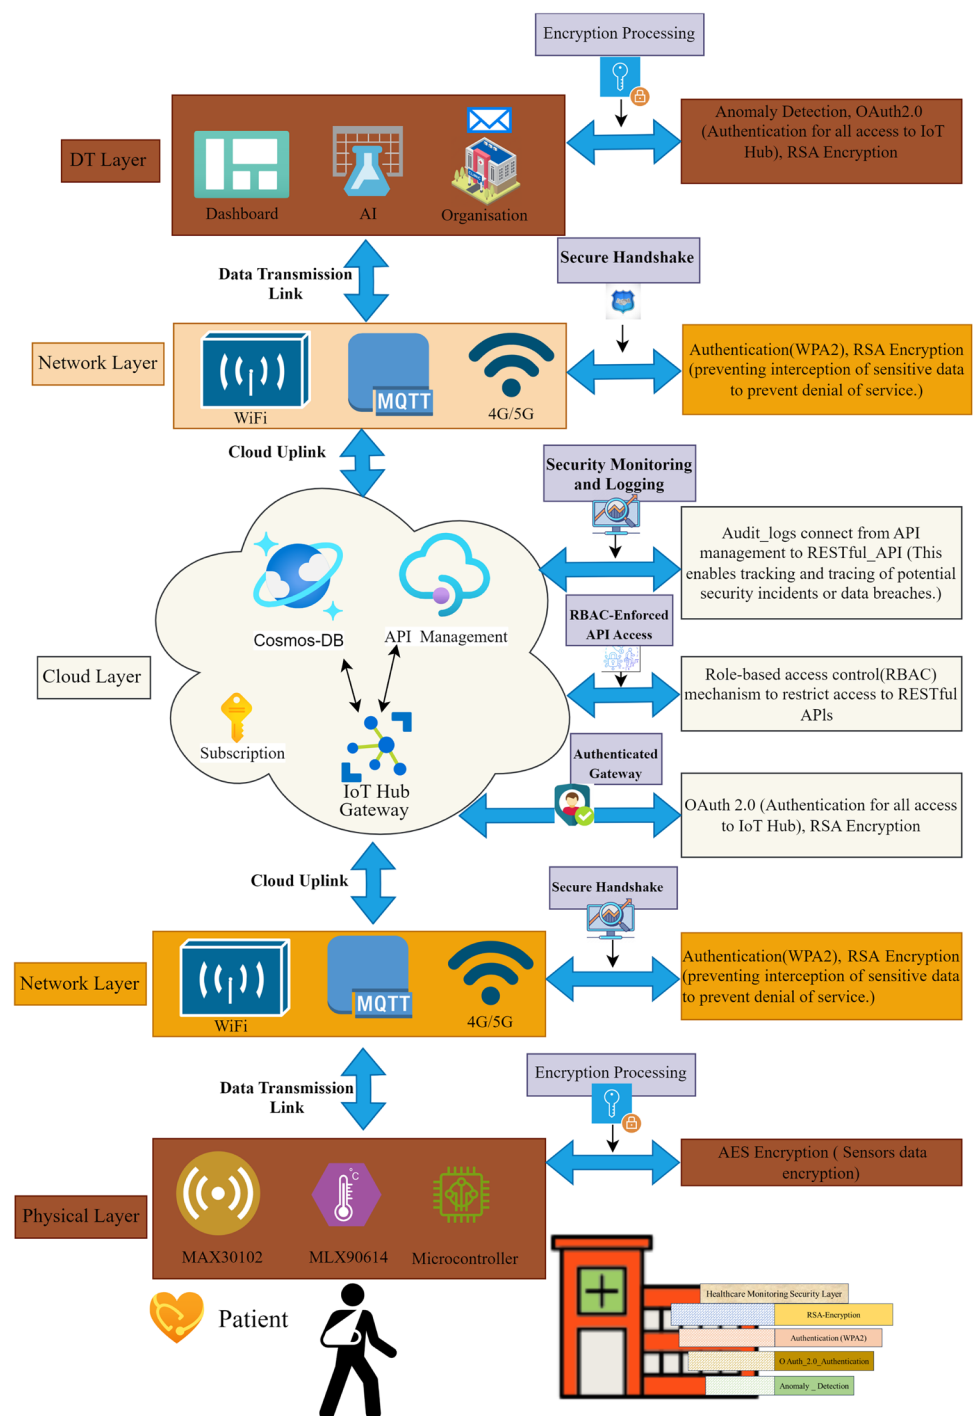 Encryption Processing
DT Layer
Dashboard
AI
Organisation
Anomaly Detection, OAuth2.0
(Authentication for all access to IoT
Hub), RSA Encryption
Data Transmission
Link
Secure Handshake
Network Layer
WiFi
MQTT
4G/5G
Authentication(WPA2), RSA Encryption
(preventing interception of sensitive data
to prevent denial of service.)
Cloud Uplink
Security Monitoring
and Logging
Audit_logs connect from API
management to RESTful_API (This
enables tracking and tracing of potential
security incidents or data breaches.)
Cosmos-DB
API Management
RBAC-Enforced
API Access
Cloud Layer
Role-based access control(RBAC)
mechanism to restrict access to RESTful
APIs
Subscription
IoT Hub
Gateway
Authenticated
Gateway
OAuth 2.0 (Authentication for all access
to IoT Hub), RSA Encryption
Cloud Uplink
Secure Handshake
Network Layer
WiFi
MQTT
4G/5G
Authentication(WPA2), RSA Encryption
(preventing interception of sensitive data
to prevent denial of service.)
Data Transmission
Link
Encryption Processing
Physical Layer
°C
MAX30102
MLX90614
Microcontroller
AES Encryption ( Sensors data
encryption)
Patient
Healthcare Monitoring Security Layer
RSA-Encryption
Authentication (WPA2)
O Auth_2.0_Authentication
Anomaly _ Detection